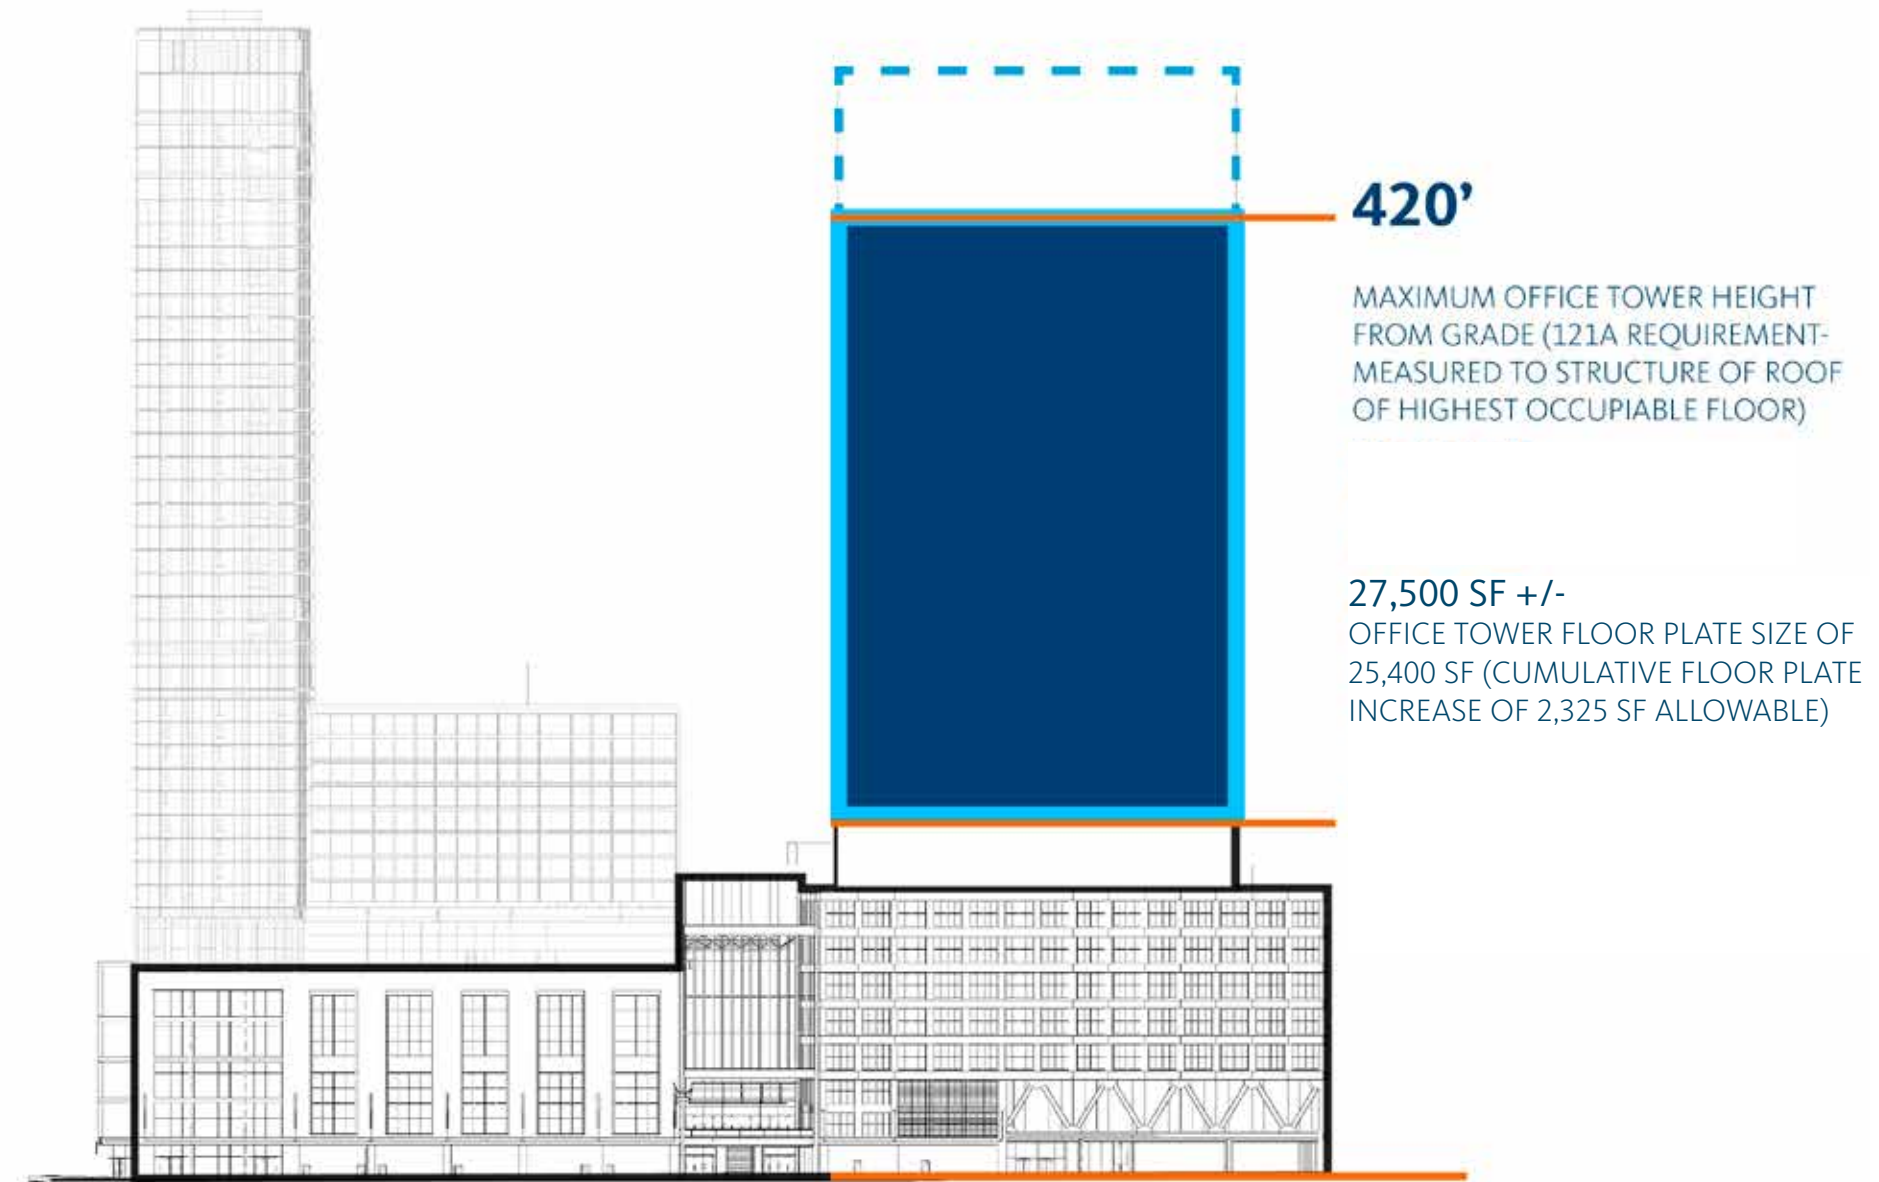 420’
MAXIMUM OFFICE TOWER HEIGHT
FROM GRADE (121A REQUIREMENT-
MEASURED TO STRUCTURE OF ROOF
OF HIGHEST OCCUPIABLE FLOOR)
27,500 SF +/-
OFFICE TOWER FLOOR PLATE SIZE OF
25,400 SF (CUMULATIVE FLOOR PLATE
INCREASE OF 2,325 SF ALLOWABLE)